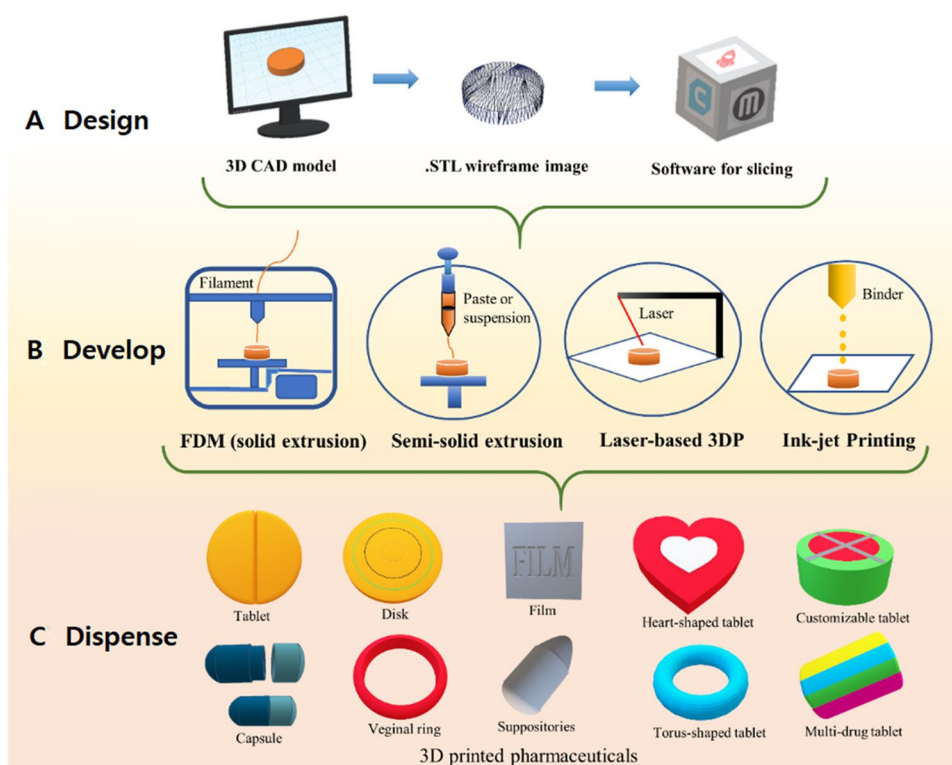 A Design
3D CAD model
.STL wireframe image
Software for slicing
B Develop
Filament
Paste or
suspension
Laser
Binder
FDM (solid extrusion)
Semi-solid extrusion
Laser-based 3DP
Ink-jet Printing
C Dispense
Tablet
Disk
FILM
Film
Heart-shaped tablet
Customizable tablet
Capsule
Veginal ring
Suppositories
Torus-shaped tablet
Multi-drug tablet
3D printed pharmaceuticals